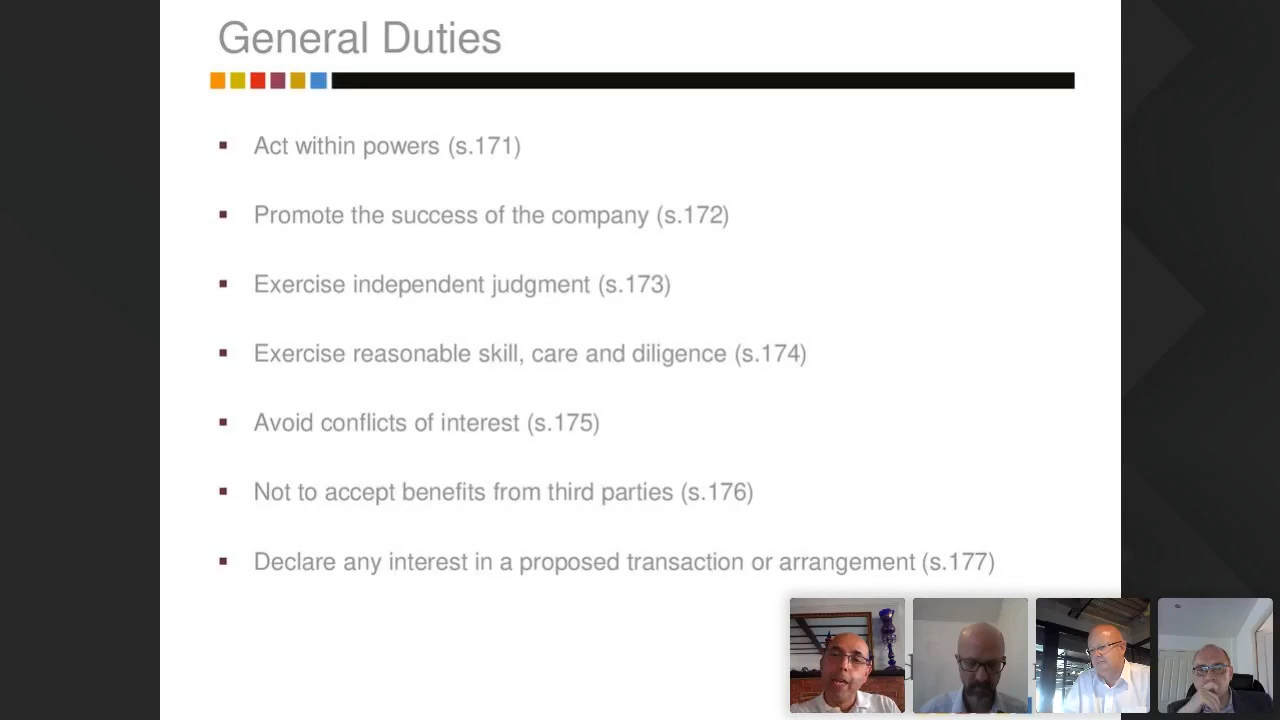 General Duties
Act within powers (s.171)
Promote the success of the company (s.172)
Exercise independent judgment (s.173)
Exercise reasonable skill, care and diligence (s.174)
Avoid conflicts of interest (s.175)
Not to accept benefits from third parties (s.176)
Declare any interest in a proposed transaction or arrangement (s.177)